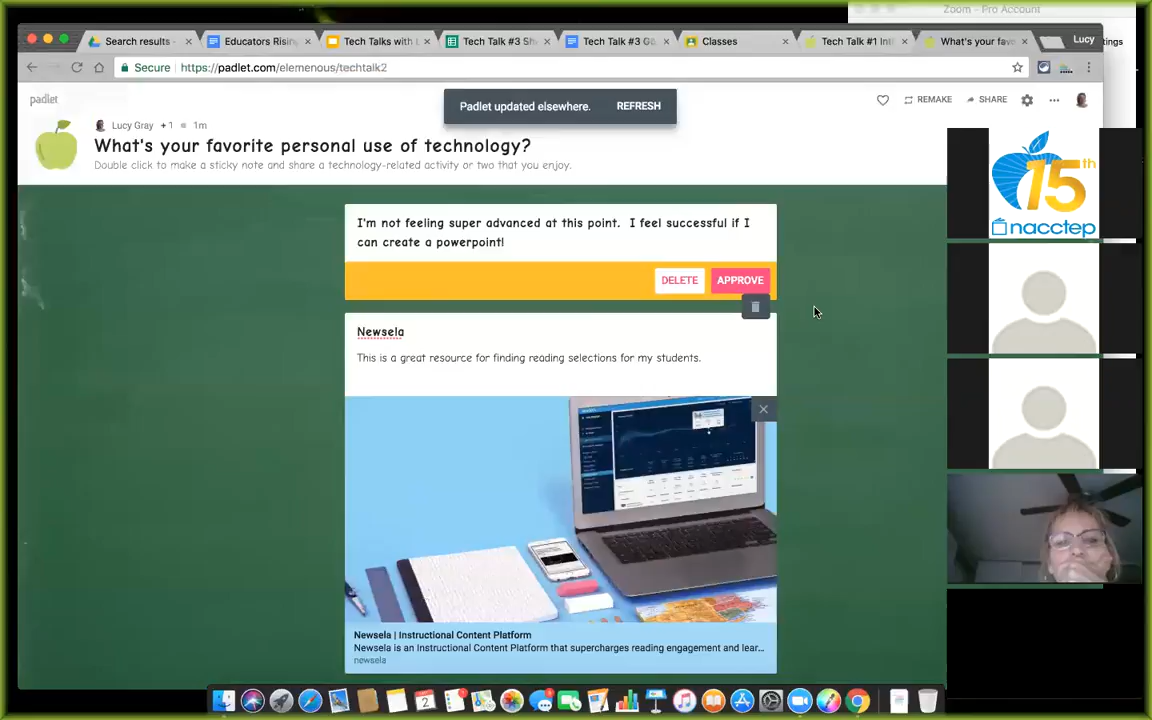 Zoom - Pro Account
Search results -
Educators Rising
Tech Talks with L
Tech Talk #3 Sh
Tech Talk #3 Ga
Classes
Tech Talk #1 Int
What's your fav
Lucy
tings
Secure https://padlet.com/elemenous/techtalk2
padlet
Padlet updated elsewhere. REFRESH
REMAKE SHARE
Lucy Gray +1 1m
What's your favorite personal use of technology?
Double click to make a sticky note and share a technology-related activity or two that you enjoy.
15th
nacctep
I'm not feeling super advanced at this point. I feel successful if I
can create a powerpoint!
DELETE APPROVE
Newsela
This is a great resource for finding reading selections for my students.
Newsela | Instructional Content Platform
Newsela is an Instructional Content Platform that supercharges reading engagement and lear...
newsela
2